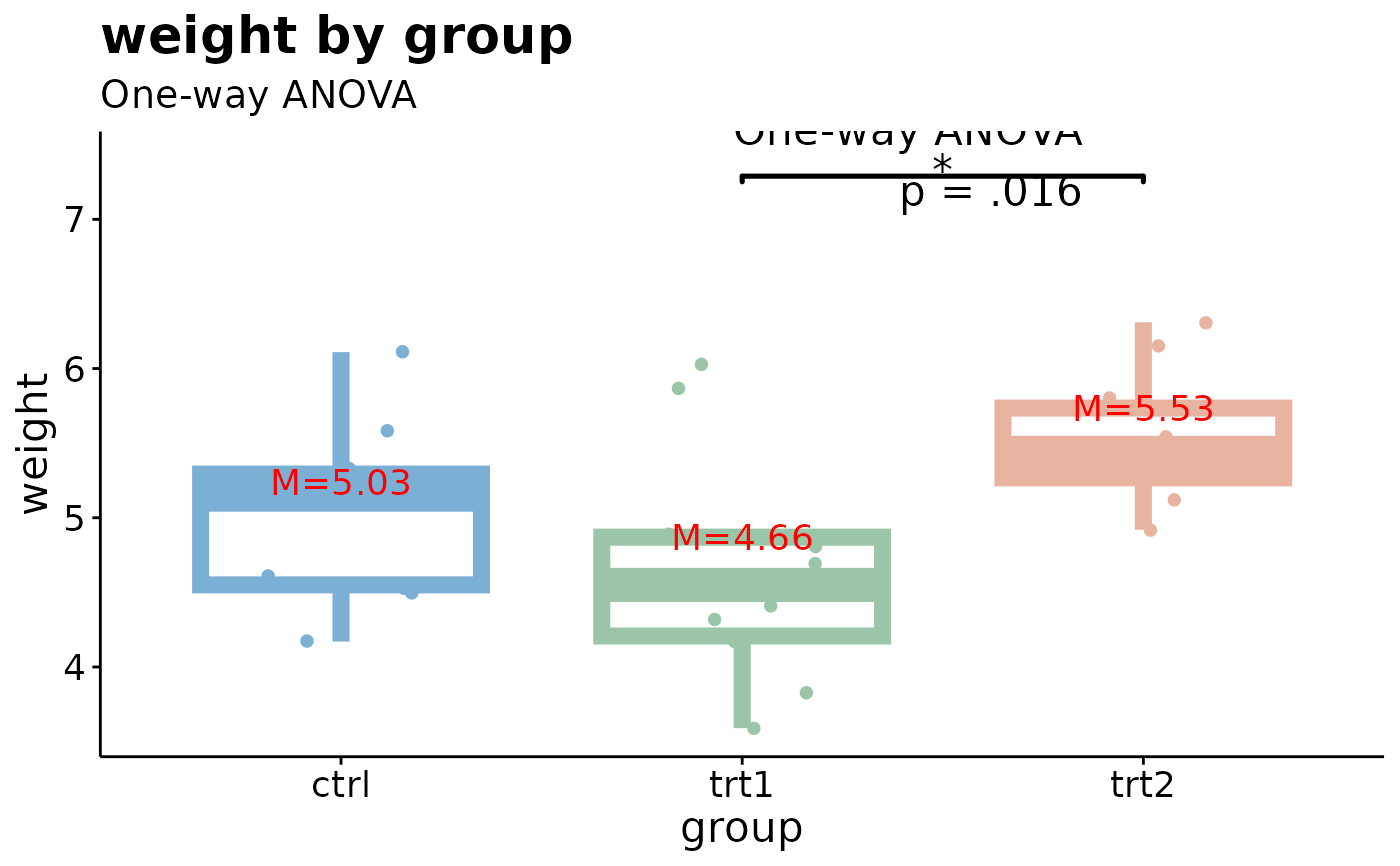 weight by group
One-way ANOVA
One-way ANOVA
*
p = .016
7
6
5
4
weight
M=5.03
M=4.66
M=5.53
ctrl
trt1
trt2
group